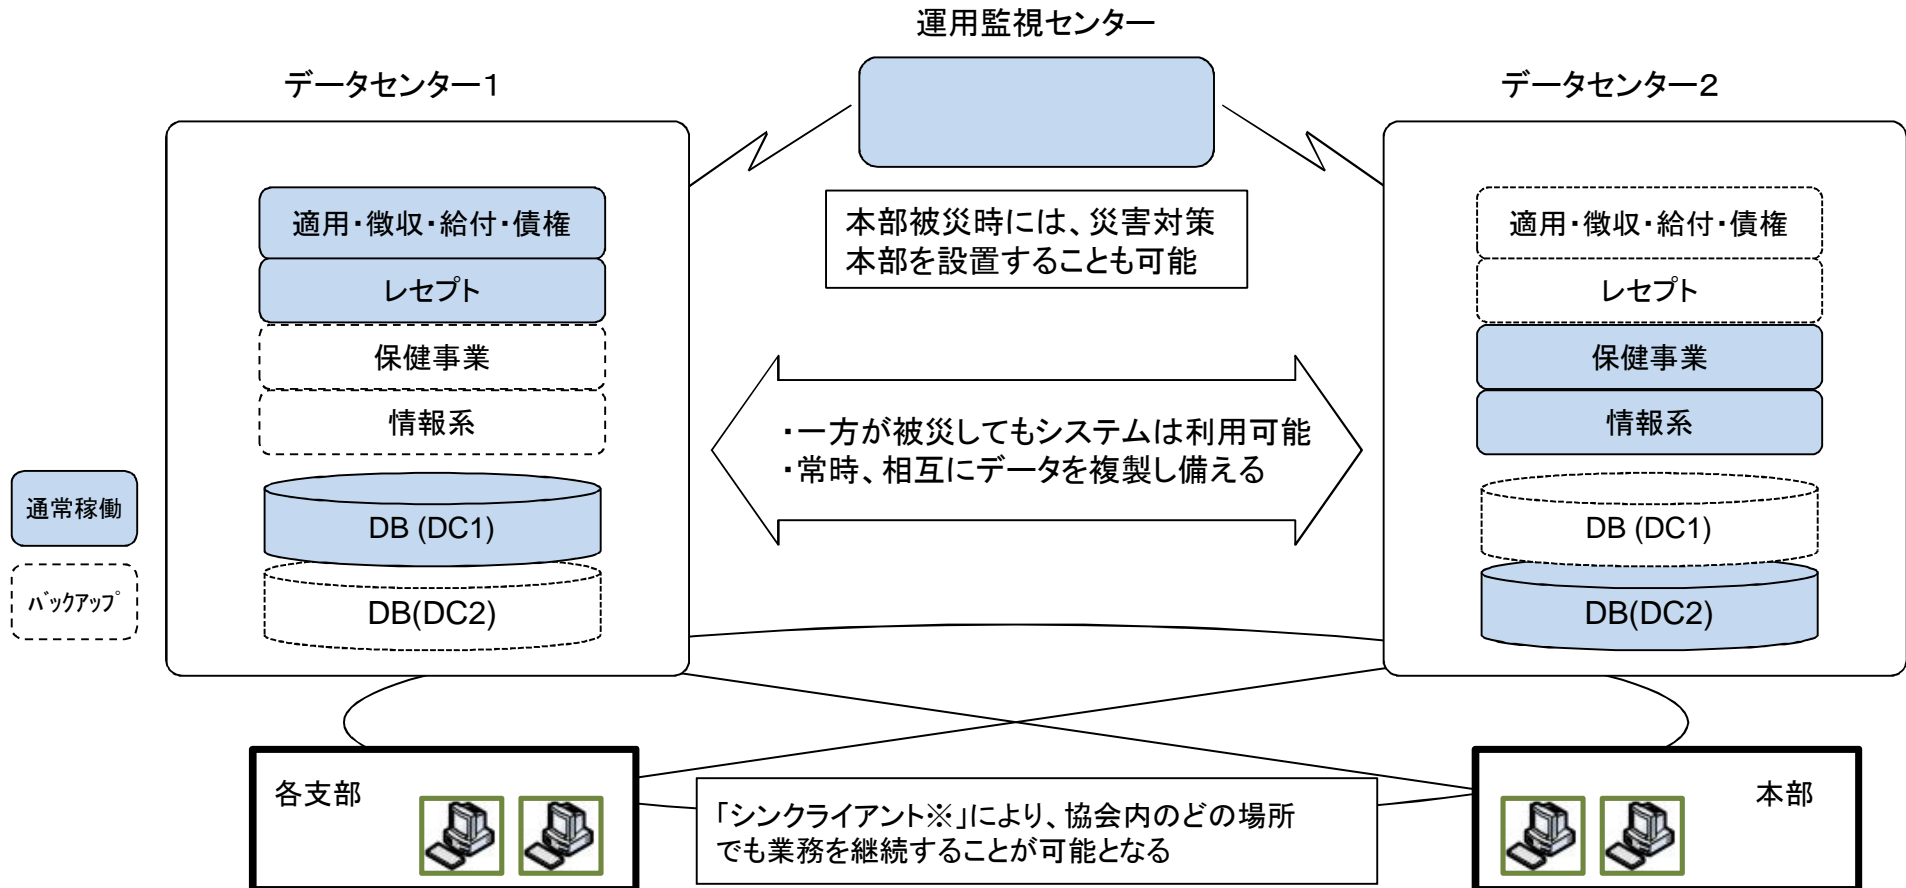 運用監視センター
データセンター１
データセンター２
適用・徴収・給付・債権
レセプト
保健事業
情報系
DB (DC1)
DB(DC2)
本部被災時には、災害対策
本部を設置することも可能
・一方が被災してもシステムは利用可能
・常時、相互にデータを複製し備える
適用・徴収・給付・債権
レセプト
保健事業
情報系
DB (DC1)
DB(DC2)
通常稼働
ﾊﾞｯｸｱｯﾌﾟ
各支部
「シンクライアント※」により、協会内のどの場所
でも業務を継続することが可能となる
本部